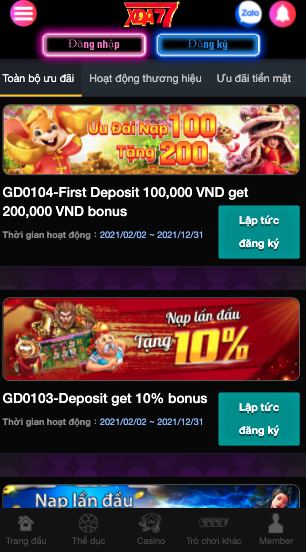 Zalo
Đăng nhập
Đăng ký
Toàn bộ ưu đãi
Hoạt động thương hiệu
Ưu đãi tiền mặt
Ưu Đãi Nạp 100
Tặng 200
GD0104-First Deposit 100,000 VND get
200,000 VND bonus
Thời gian hoạt động：2021/02/02 ~ 2021/12/31
Lập tức
đăng ký
Nạp lần đầu
Tặng 10%
GD0103-Deposit get 10% bonus
Thời gian hoạt động：2021/02/02 ~ 2021/12/31
Lập tức
đăng ký
Nạp lần đầu
Trang đầu
Thể dục
Casino
Trò chơi khác
Member